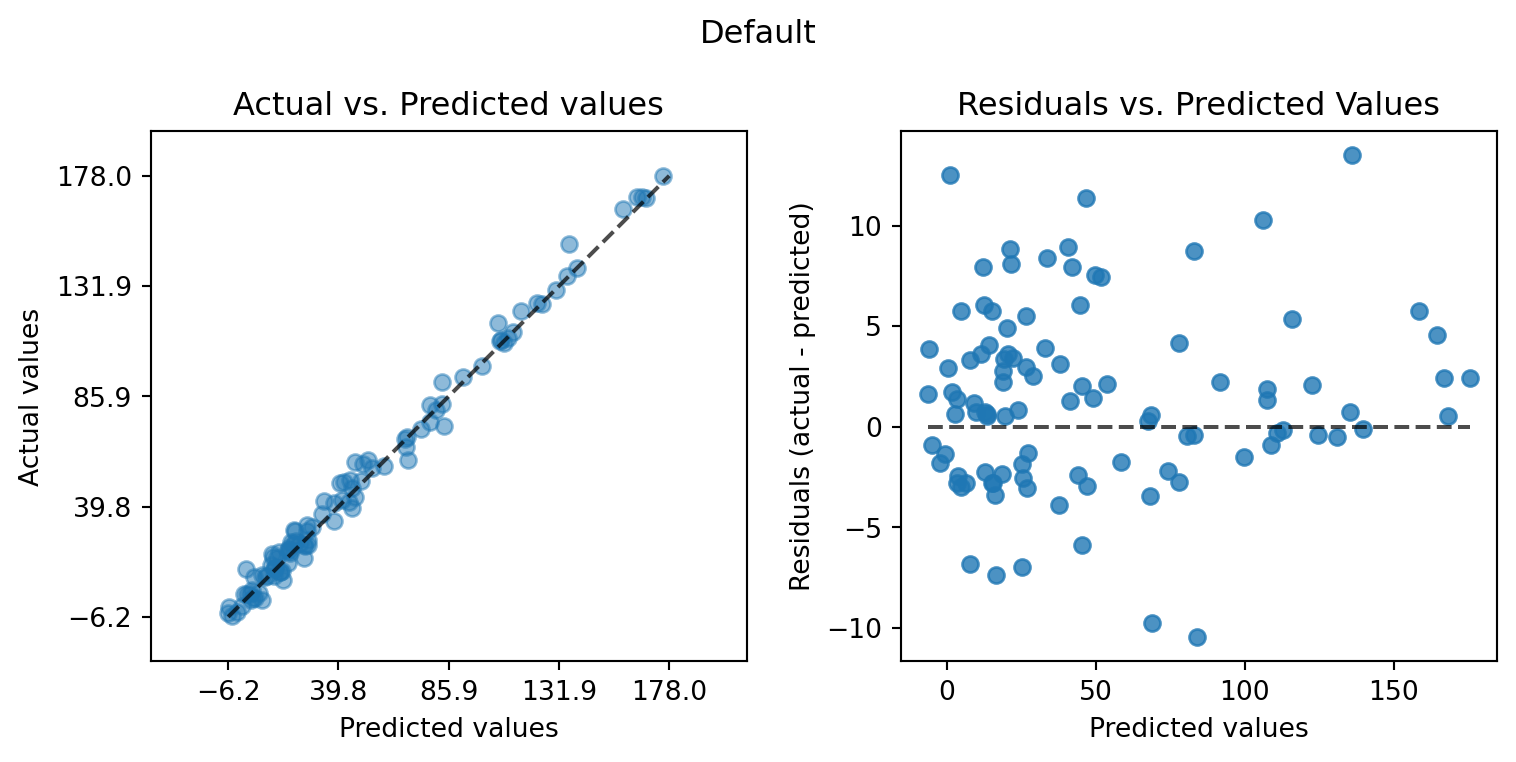 Default
Actual vs. Predicted values
178.0
131.9
85.9
39.8
−6.2
Actual values
−6.2 39.8 85.9 131.9 178.0
Predicted values
Residuals vs. Predicted Values
10
5
0
−5
−10
Residuals (actual - predicted)
0 50 100 150
Predicted values